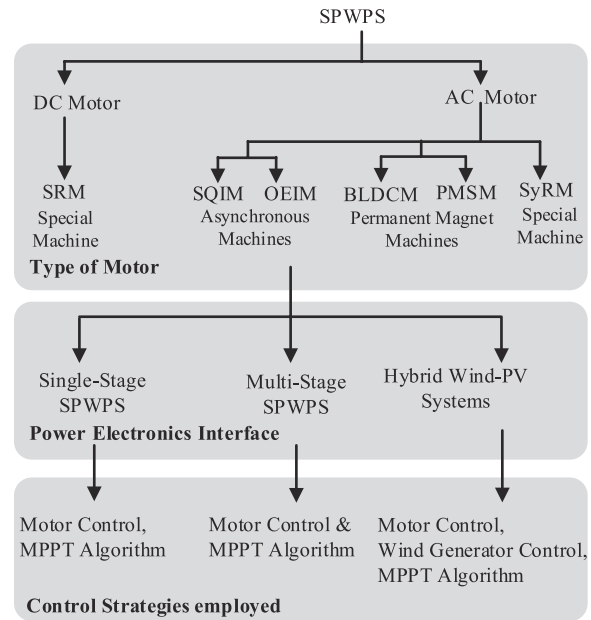 SPWPS
DC Motor
AC Motor
SRM
Special
Machine
SQIM
OEIM
Asynchronous
Machines
BLDCM
PMSM
Permanent Magnet
Machines
SyRM
Special
Machine
Type of Motor
Single-Stage
SPWPS
Multi-Stage
SPWPS
Hybrid Wind-PV
Systems
Power Electronics Interface
Motor Control,
MPPT Algorithm
Motor Control &
MPPT Algorithm
Motor Control,
Wind Generator Control,
MPPT Algorithm
Control Strategies employed